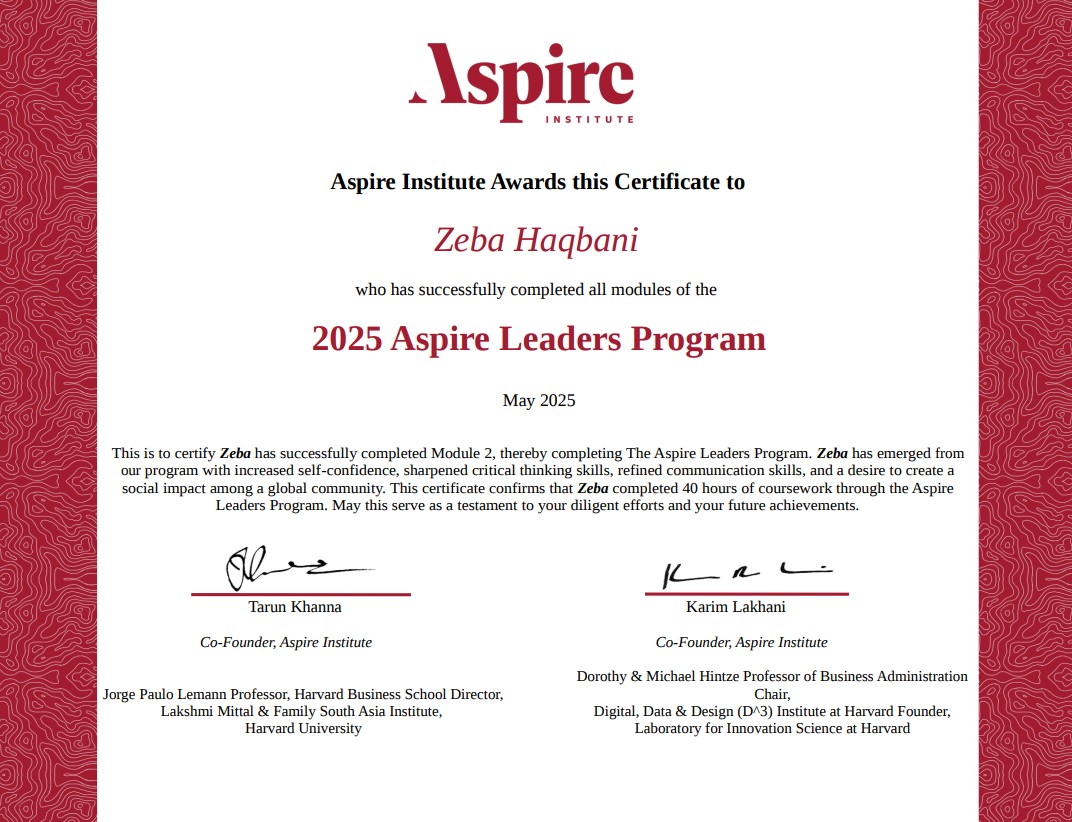 Aspire
INSTITUTE
Aspire Institute Awards this Certificate to
Zeba Haqbani
who has successfully completed all modules of the
2025 Aspire Leaders Program
May 2025
This is to certify Zeba has successfully completed Module 2, thereby completing The Aspire Leaders Program. Zeba has emerged from
our program with increased self-confidence, sharpened critical thinking skills, refined communication skills, and a desire to create a
social impact among a global community. This certificate confirms that Zeba completed 40 hours of coursework through the Aspire
Leaders Program. May this serve as a testament to your diligent efforts and your future achievements.
Tarun Khanna
Co-Founder, Aspire Institute
Jorge Paulo Lemann Professor, Harvard Business School Director,
Lakshmi Mittal & Family South Asia Institute,
Harvard University
Karim Lakhani
Co-Founder, Aspire Institute
Dorothy & Michael Hintze Professor of Business Administration
Chair,
Digital, Data & Design (D^3) Institute at Harvard Founder,
Laboratory for Innovation Science at Harvard